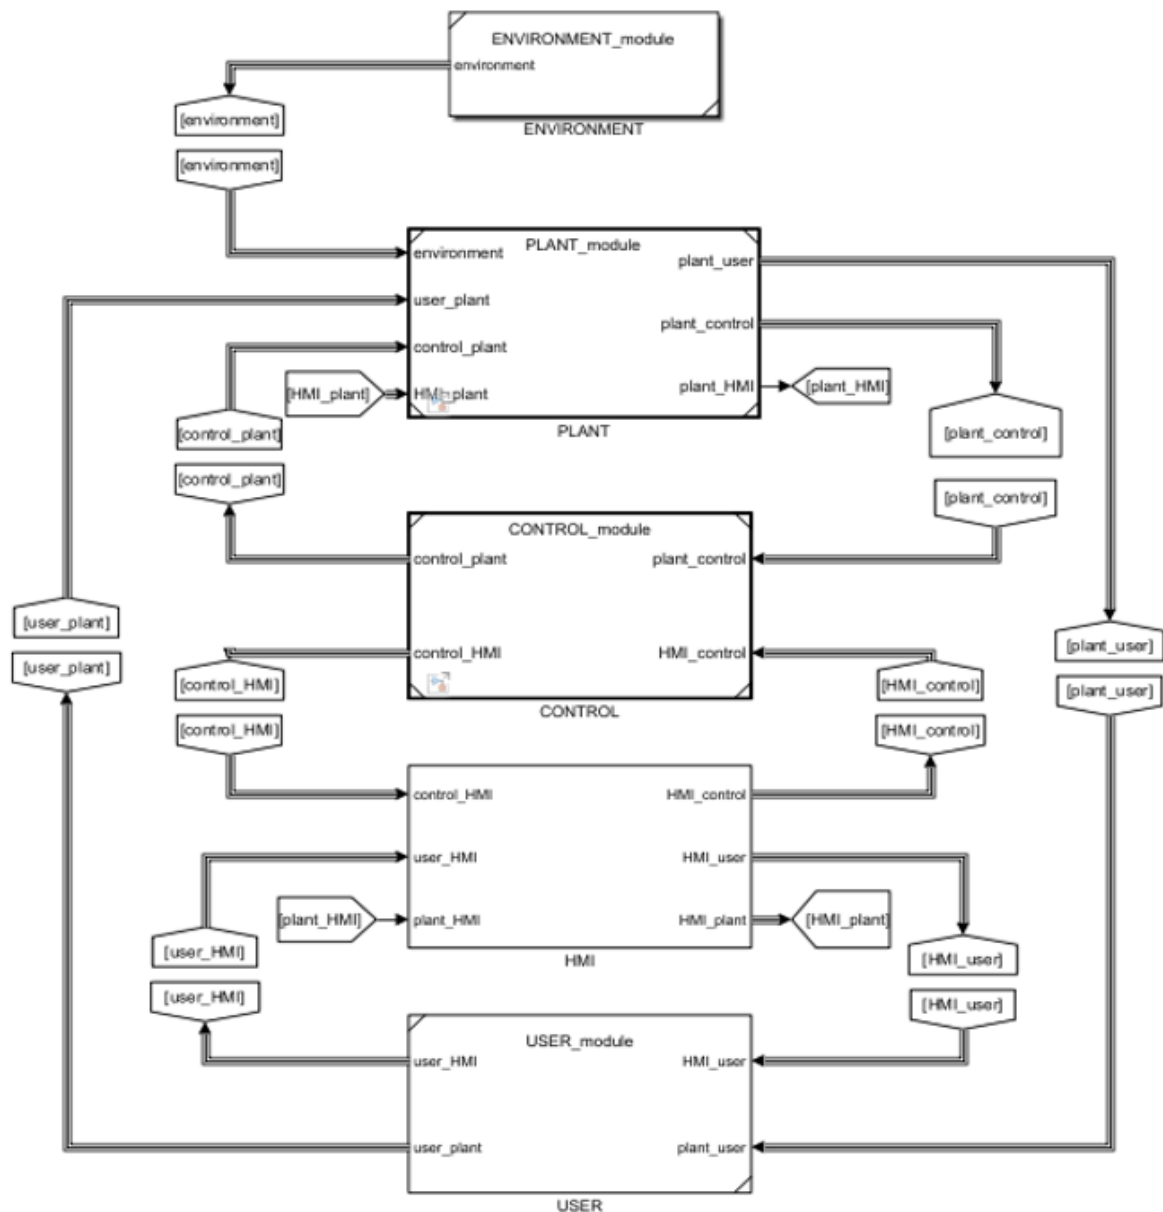 ENVIRONMENT_module
environment
ENVIRONMENT
[environment]
[environment]
PLANT_module
environment
user_plant
control_plant
HMI_plant
plant_user
plant_control
plant_HMI
PLANT
[HMI_plant]
[plant_HMI]
[control_plant]
[control_plant]
[plant_control]
[plant_control]
CONTROL_module
control_plant
control_HMI
plant_control
HMI_control
CONTROL
[user_plant]
[user_plant]
[plant_user]
[plant_user]
[control_HMI]
[control_HMI]
[HMI_control]
[HMI_control]
control_HMI
user_HMI
plant_HMI
HMI_control
HMI_user
HMI_plant
HMI
[plant_HMI]
[HMI_plant]
[user_HMI]
[user_HMI]
[HMI_user]
[HMI_user]
USER_module
user_HMI
user_plant
HMI_user
plant_user
USER